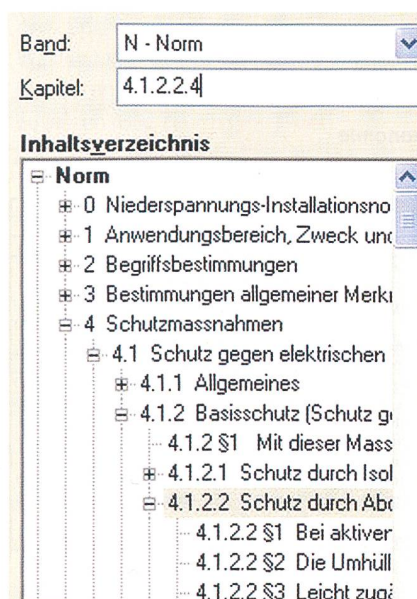 Band: N - Norm
Kapitel: 4.1.2.2.4
Inhaltsverzeichnis
Norm
0 Niederspannungs-Installationsno
1 Anwendungsbereich, Zweck und
2 Begriffsbestimmungen
3 Bestimmungen allgemeiner Merk
4 Schutzmassnahmen
4.1 Schutz gegen elektrischen
4.1.1 Allgemeines
4.1.2 Basisschutz (Schutz ge
4.1.2 §1 Mit dieser Mass
4.1.2.1 Schutz durch Isol
4.1.2.2 Schutz durch Abd
4.1.2.2 §1 Bei aktiven
4.1.2.2 §2 Die Umhüll
4.1.2.2 §3 Leicht zugä